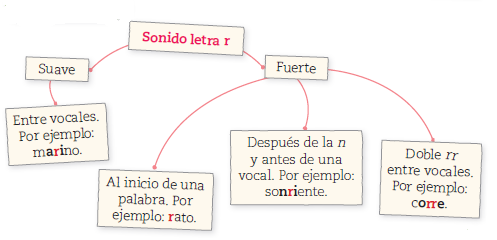 Sonido letra r
Suave
Fuerte
Entre vocales.
Por ejemplo:
marino.
Al inicio de una
palabra. Por
ejemplo: rato.
Después de la n
y antes de una
vocal. Por ejemplo:
sonriente.
Doble rr
entre vocales.
Por ejemplo:
corre.